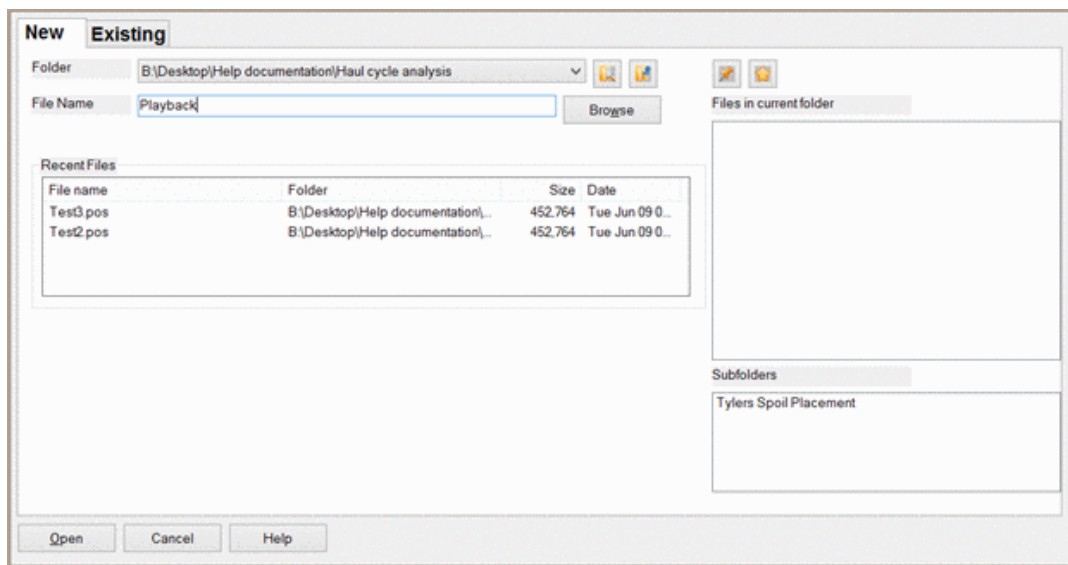 New Existing
Folder B:\Desktop\Help documentation\Haul cycle analysis
File Name Playback Browse
Files in current folder
Recent Files
File name Folder Size Date
Test3.pos B:\Desktop\Help documentation\... 452,764 Tue Jun 09 0...
Test2.pos B:\Desktop\Help documentation\... 452,764 Tue Jun 09 0...
Subfolders
Tylers Spoil Placement
Open Cancel Help